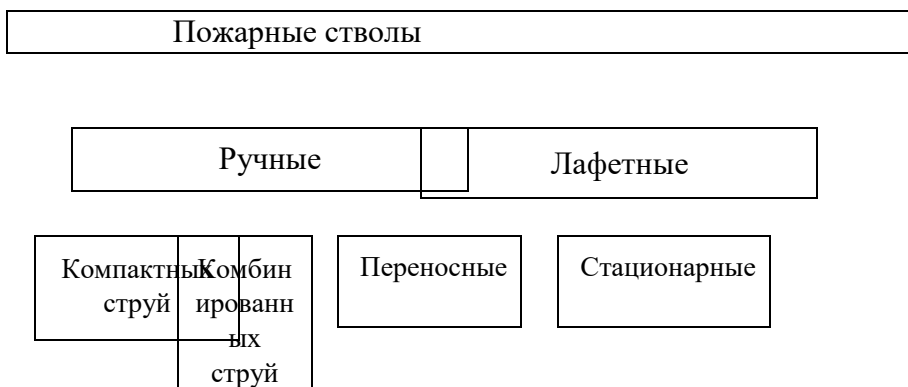 Пожарные стволы
Ручные
Лафетные
Компактных
струй
Комбин
ированн
ых
струй
Переносные
Стационарные